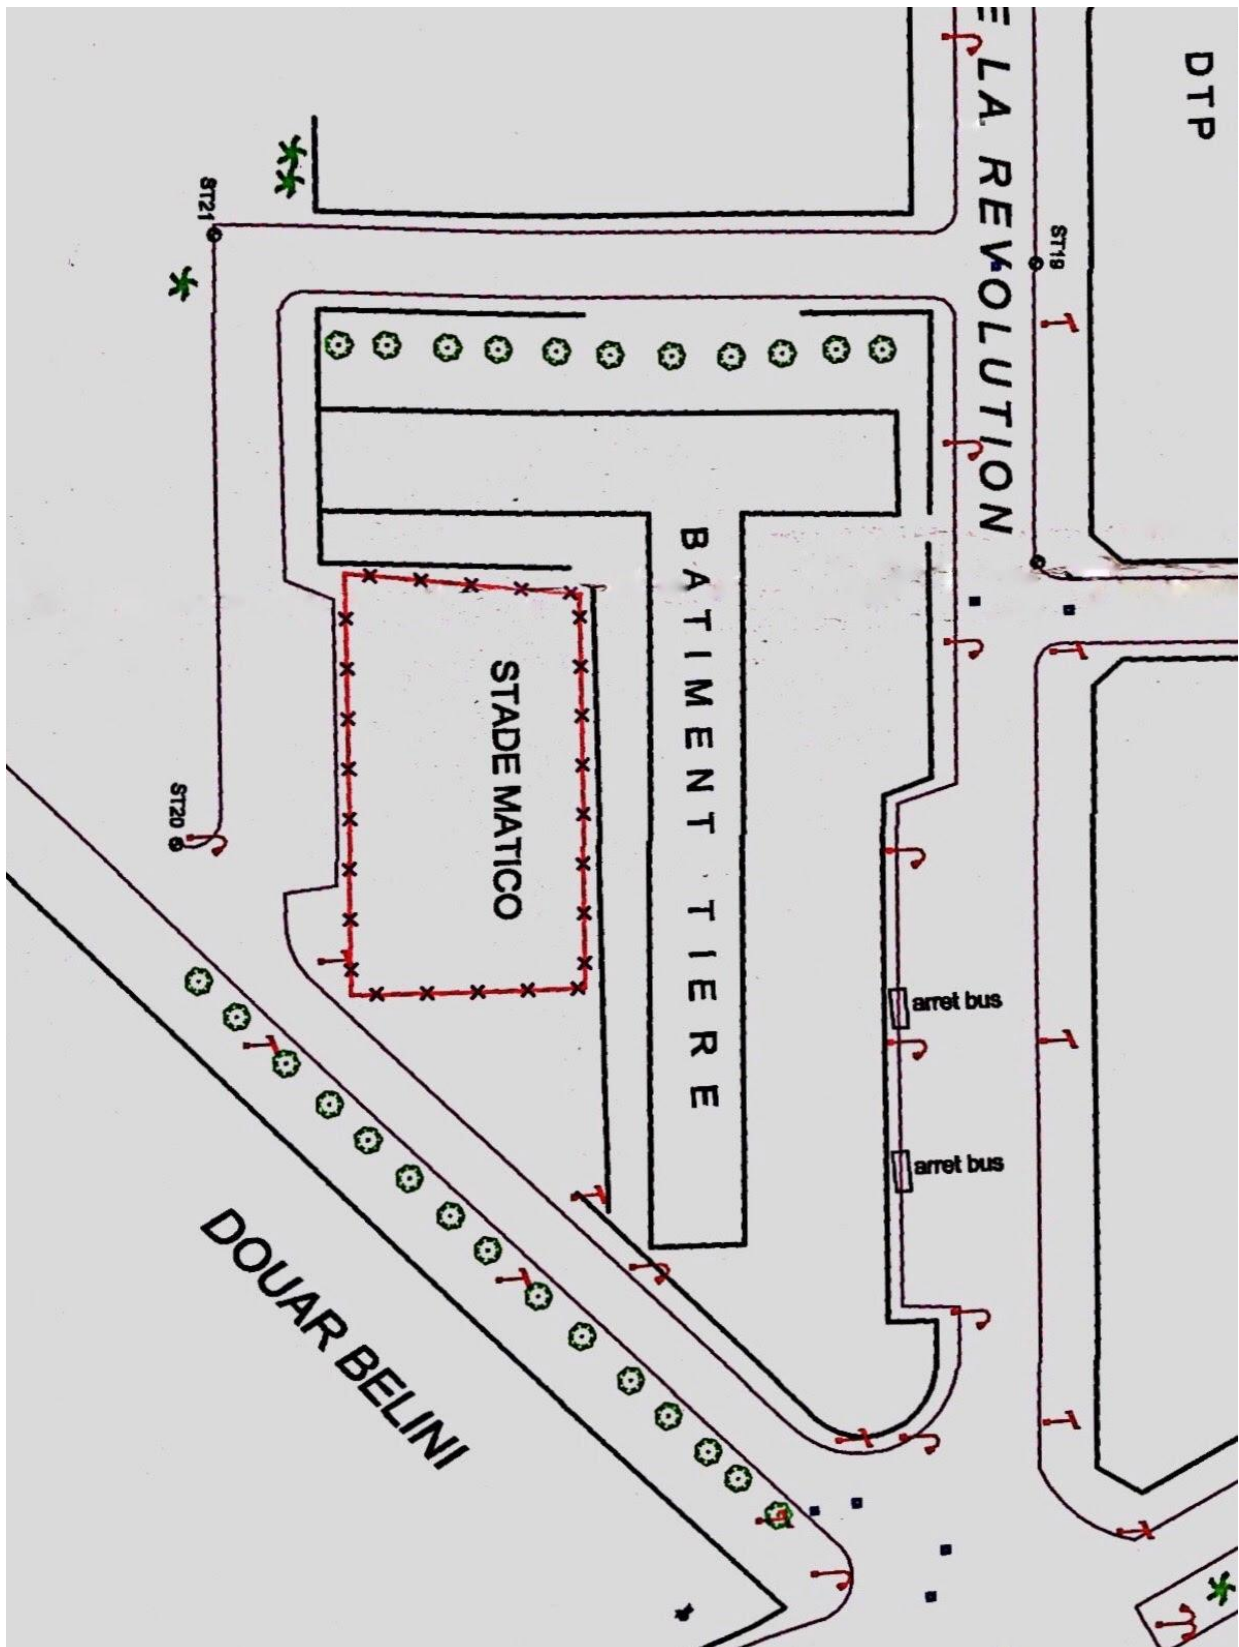 E LA REVOLUTION
DTP
ST21
ST19
BATIMENT TIERE
STADE MATICO
ST20
arret bus
arret bus
DOUAR BELINI